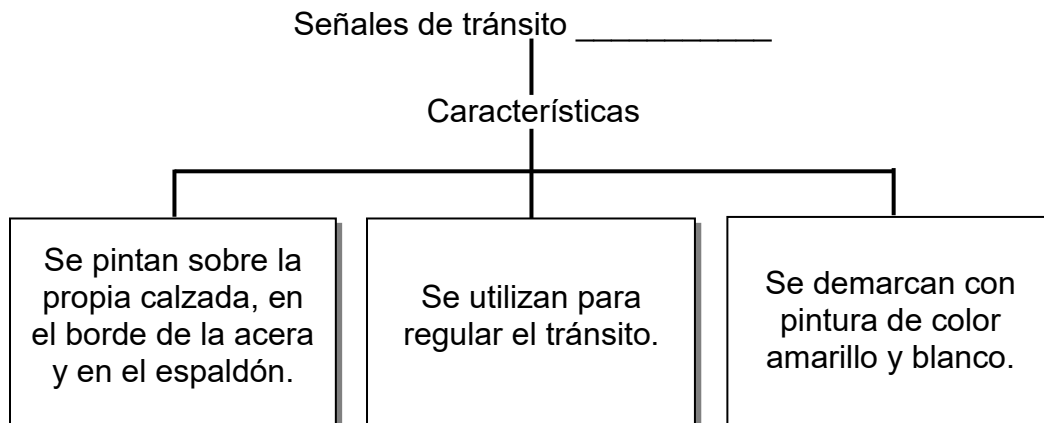 Señales de tránsito ___________
Características
Se pintan sobre la
propia calzada, en
el borde de la acera
y en el espaldón.
Se utilizan para
regular el tránsito.
Se demarcan con
pintura de color
amarillo y blanco.